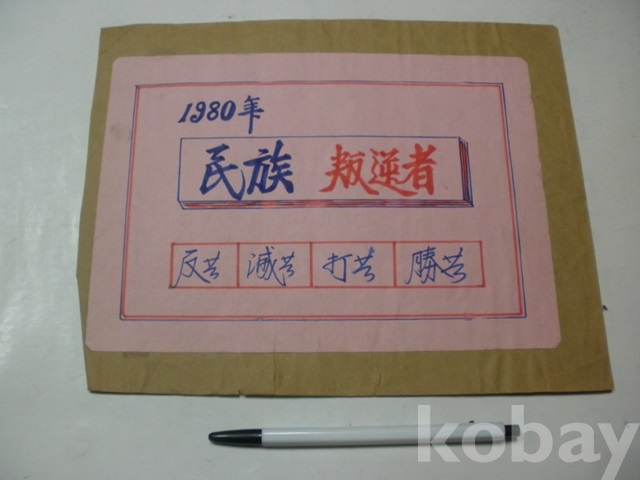 1980年
民族 叛逆者
反共 滅共 打共 勝共
kobay